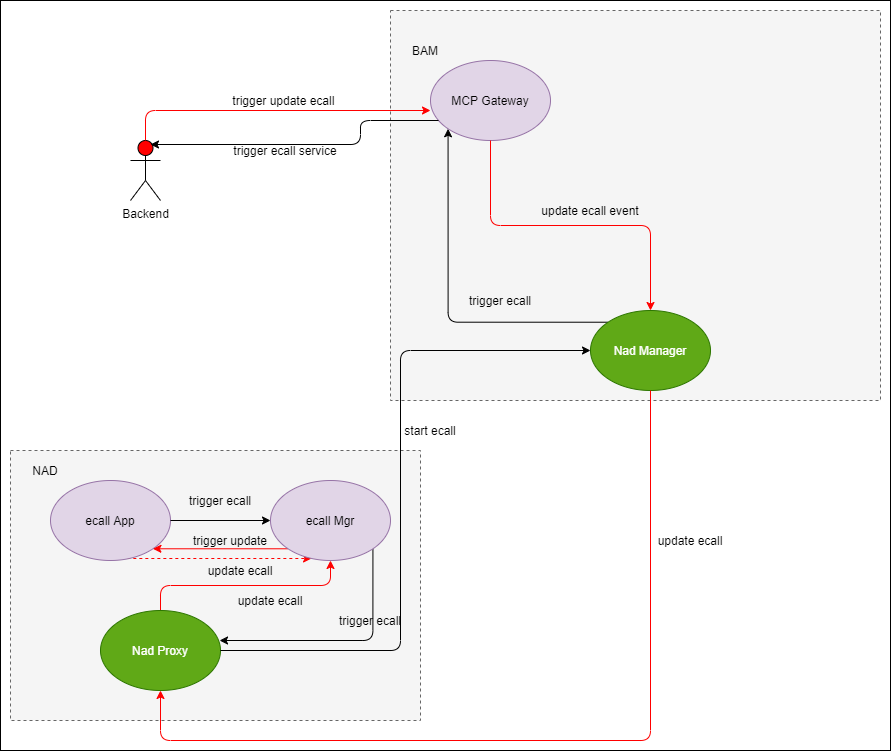 BAM
trigger update ecall
MCP Gateway
trigger ecall service
Backend
update ecall event
trigger ecall
Nad Manager
start ecall
NAD
trigger ecall
ecall App
ecall Mgr
trigger update
update ecall
update ecall
update ecall
trigger ecall
Nad Proxy